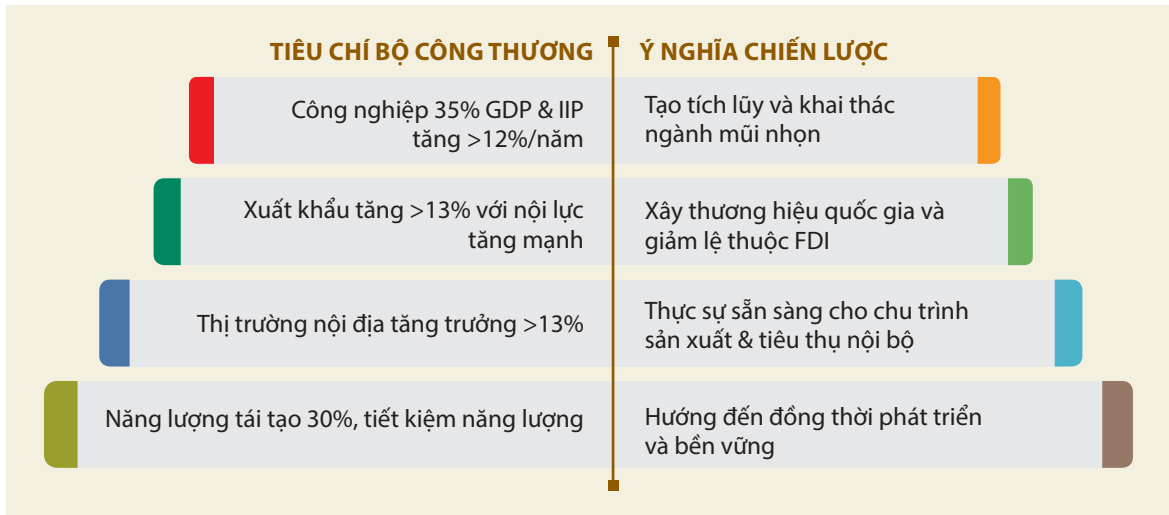 TIÊU CHÍ BỘ CÔNG THƯƠNG
Ý NGHĨA CHIẾN LƯỢC
Công nghiệp 35% GDP & IIP
tăng >12%/năm
Tạo tích lũy và khai thác
ngành mũi nhọn
Xuất khẩu tăng >13% với nội lực
tăng mạnh
Xây thương hiệu quốc gia và
giảm lệ thuộc FDI
Thị trường nội địa tăng trưởng >13%
Thực sự sẵn sàng cho chu trình
sản xuất & tiêu thụ nội bộ
Năng lượng tái tạo 30%, tiết kiệm năng lượng
Hướng đến đồng thời phát triển
và bền vững